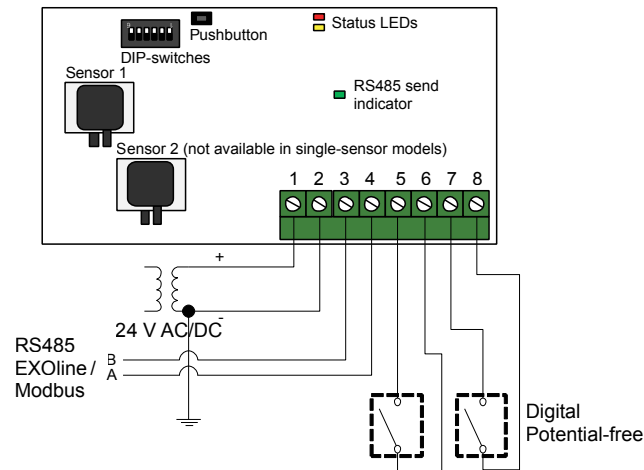 Pushbutton
Status LEDs
DIP-switches
Sensor 1
RS485 send
indicator
Sensor 2 (not available in single-sensor models)
1 2 3 4 5 6 7 8
+
-
24 V AC/DC
RS485
EXOline /
Modbus
B
A
Digital
Potential-free